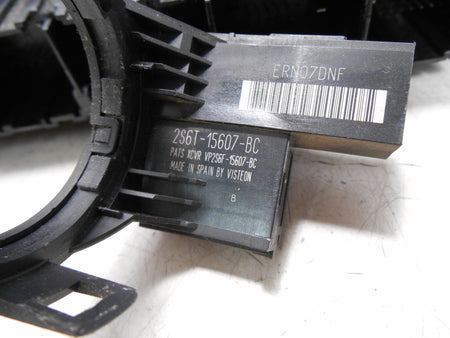 ERN07DNF
2S6T-15607-BC
PATS XCVR VP2S6F-15607-BC
MADE IN SPAIN BY VISTEON
B